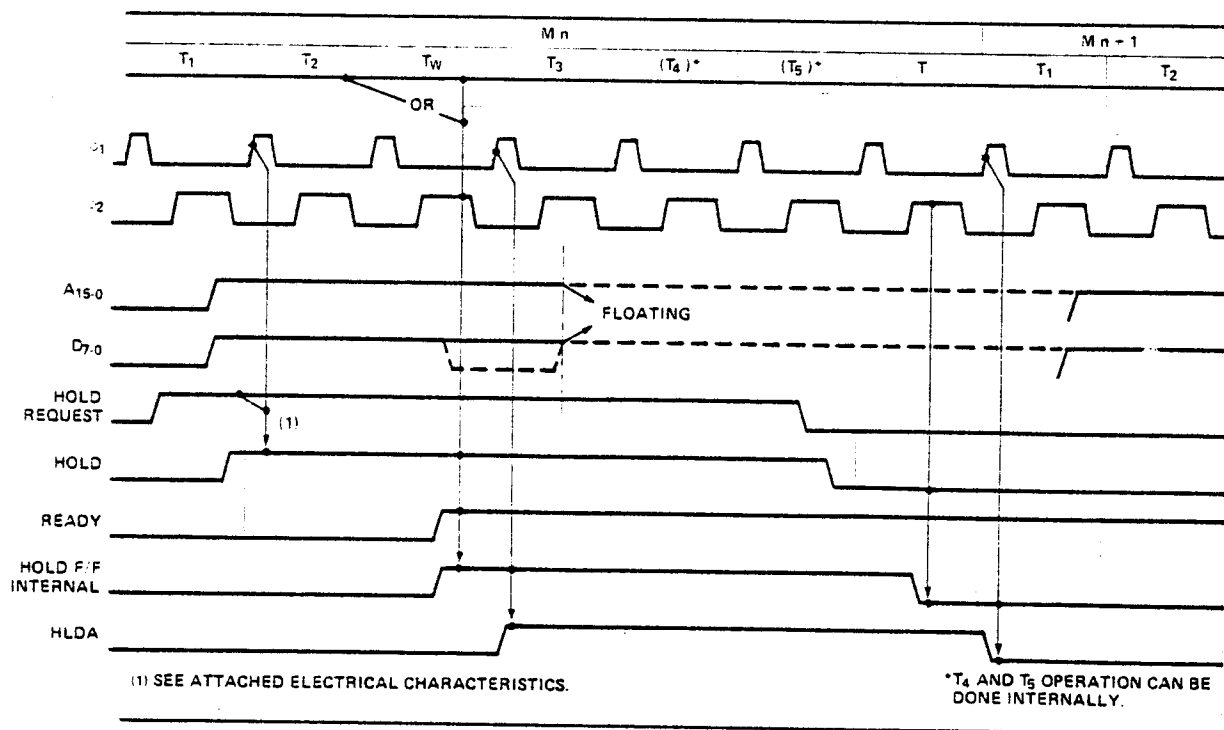 M n
M n + 1
T1 T2 TW T3 (T4)* (T5)* T T1 T2
OR
A15-0
FLOATING
D7-0
HOLD
REQUEST
(1)
HOLD
READY
HOLD F/F
INTERNAL
HLDA
(1) SEE ATTACHED ELECTRICAL CHARACTERISTICS.
*T4 AND T5 OPERATION CAN BE
DONE INTERNALLY.